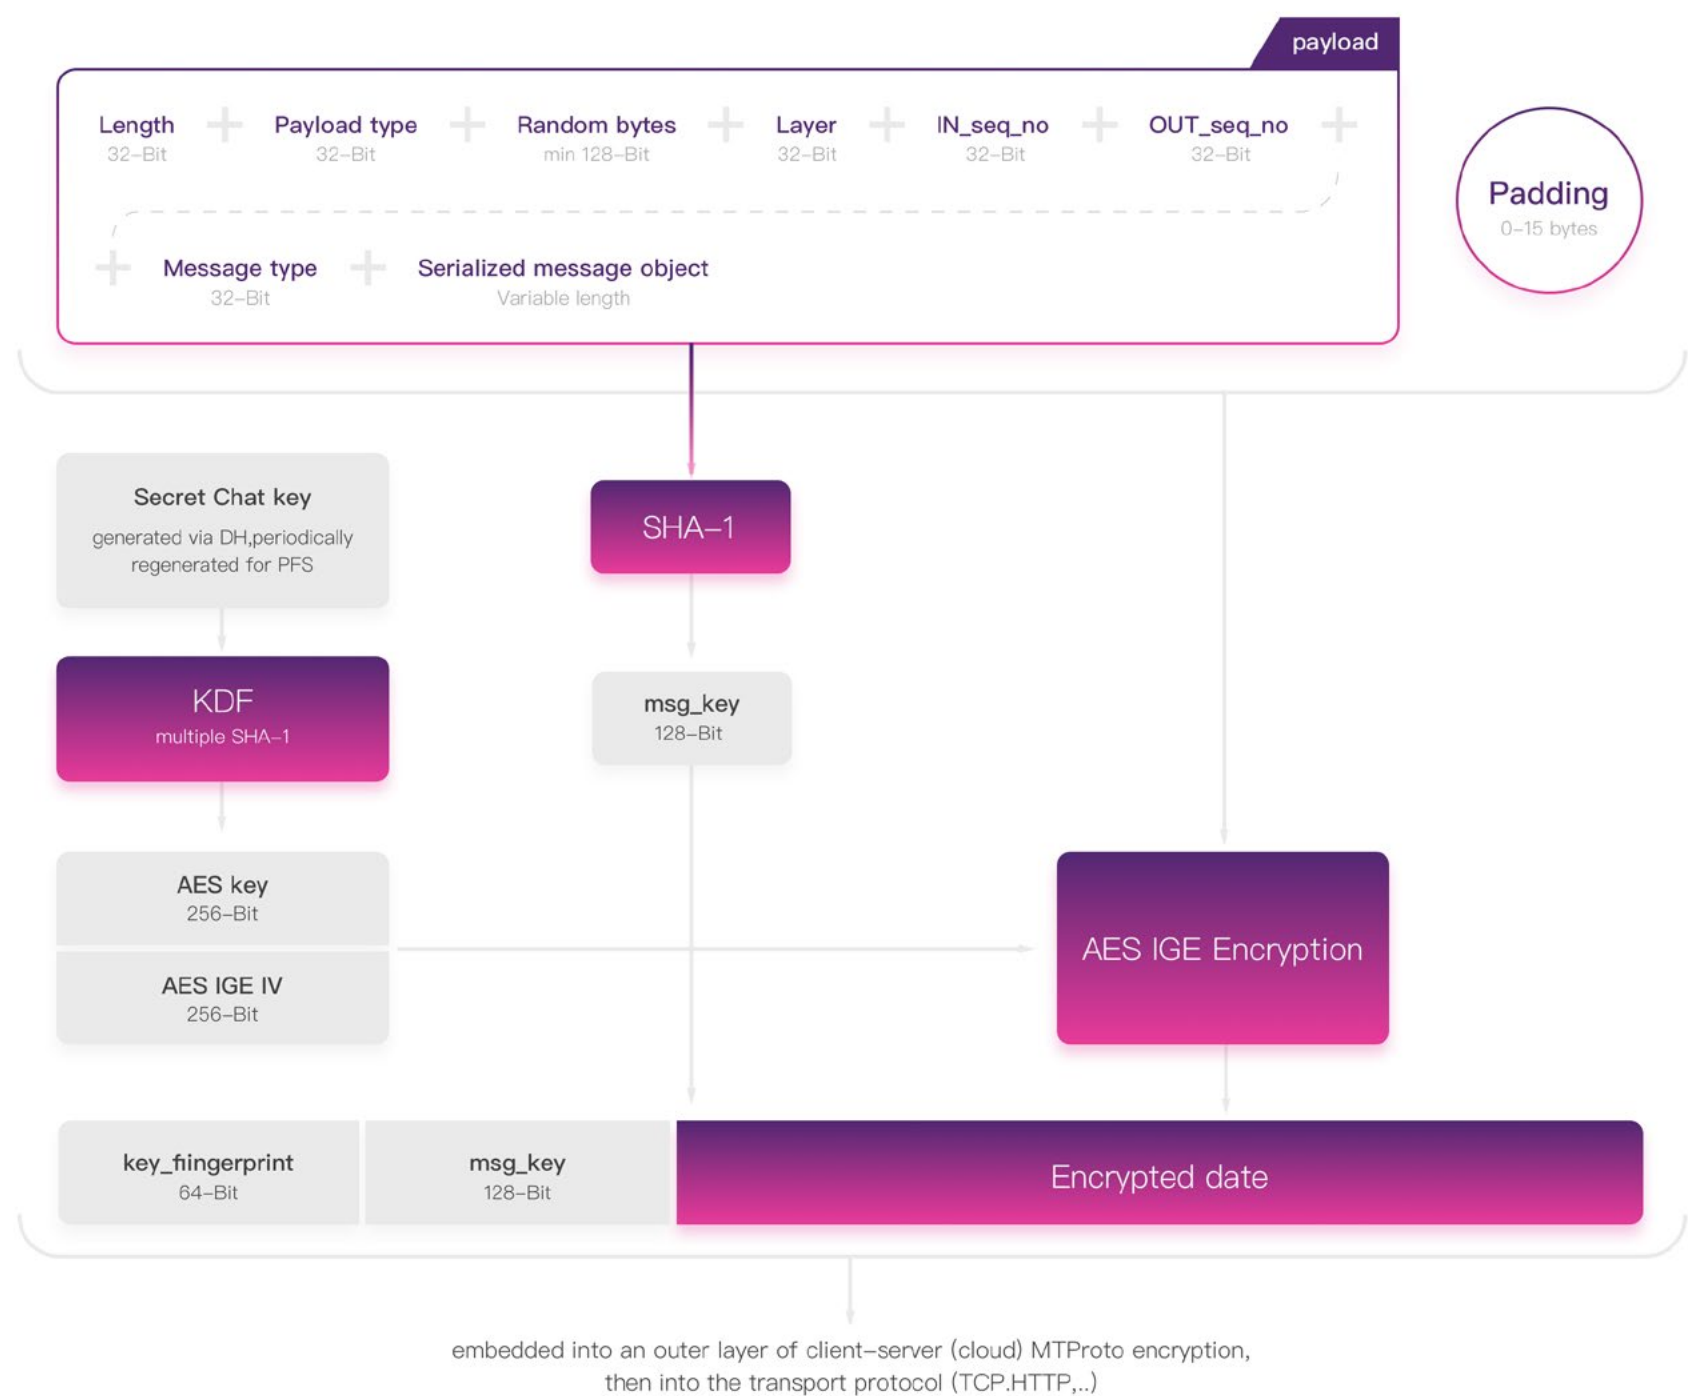 payload
Length + Payload type + Random bytes + Layer + IN_seq_no + OUT_seq_no +
32-Bit 32-Bit min 128-Bit 32-Bit 32-Bit 32-Bit
Padding
0-15 bytes
+ Message type + Serialized message object
32-Bit Variable length
Secret Chat key
generated via DH,periodically
regenerated for PFS
SHA-1
KDF
multiple SHA-1
msg_key
128-Bit
AES key
256-Bit
AES IGE IV
256-Bit
AES IGE Encryption
key_fiingerprint
64-Bit
msg_key
128-Bit
Encrypted date
embedded into an outer layer of client-server (cloud) MTProto encryption,
then into the transport protocol (TCP.HTTP,..)